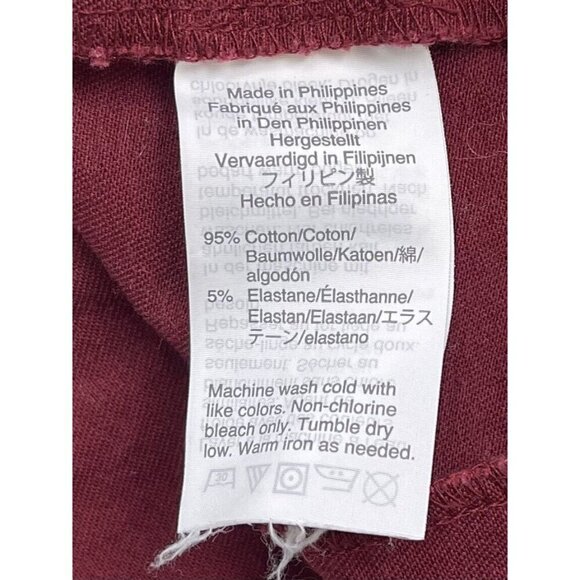 Made in Philippines
Fabriqué aux Philippines
in Den Philippinen
Hergestellt
Vervaardigd in Filipijnen
フィリピン製
Hecho en Filipinas
95% Cotton/Coton/
Baumwolle/Katoen/綿/
algodón
5% Elastane/Élasthanne/
Elastan/Elastaan/エラス
テーン/elastano
Machine wash cold with
like colors. Non-chlorine
bleach only. Tumble dry
low. Warm iron as needed.
30